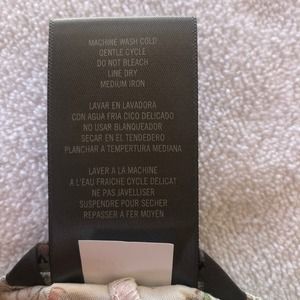 MACHINE WASH COLD
GENTLE CYCLE
DO NOT BLEACH
LINE DRY
MEDIUM IRON
LAVAR EN LAVADORA
CON AGUA FRIA CICO DELICADO
NO USAR BLANQUEADOR
SECAR EN EL TENDEDERO
PLANCHAR A TEMPERTURA MEDIANA
LAVER A LA MACHINE
A L'EAU FRAICHE CYCLE DELICAT
NE PAS JAVELLISER
SUSPENDRE POUR SECHER
REPASSER A FER MOYEN